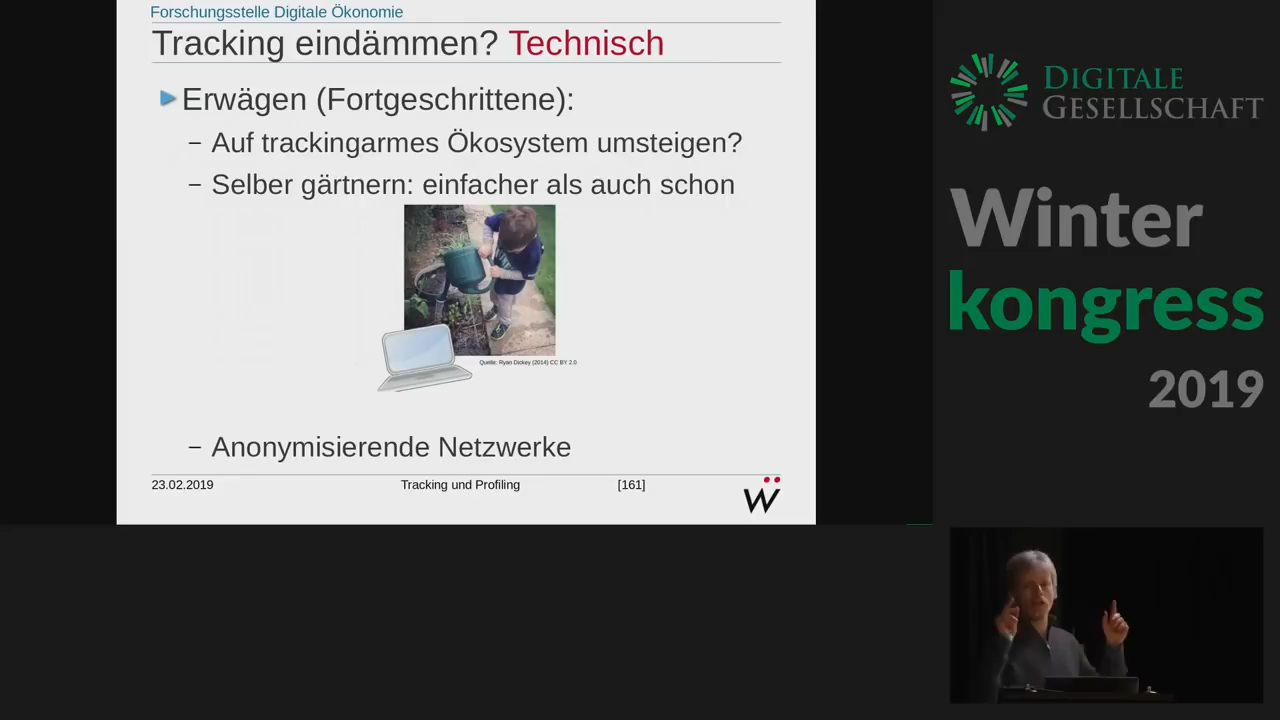 Forschungsstelle Digitale Ökonomie
Tracking eindämmen? Technisch
Erwägen (Fortgeschrittene):
– Auf trackingarmes Ökosystem umsteigen?
– Selber gärtnern: einfacher als auch schon
Quelle: Ryan Dickey (2014) CC BY 2.0
– Anonymisierende Netzwerke
23.02.2019 Tracking und Profiling [161]
Ẅ
DIGITALE
GESELLSCHAFT
Winter
kongress
2019